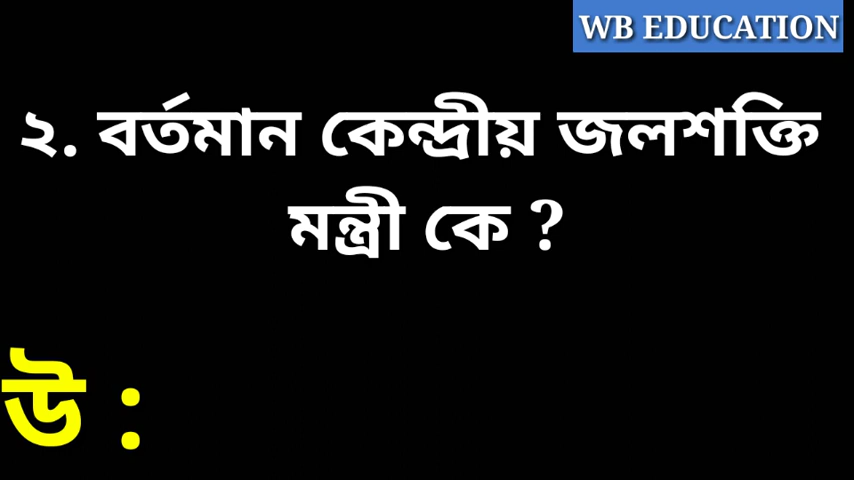 WB EDUCATION
২. বর্তমান কেন্দ্রীয় জলশক্তি
মন্ত্রী কে ?
উ :